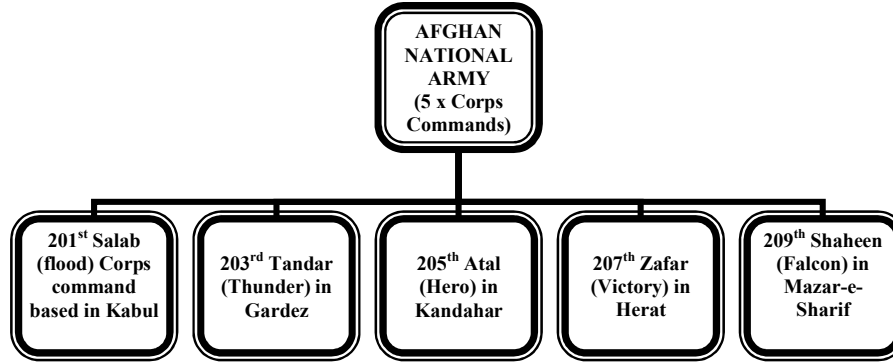 AFGHAN
NATIONAL
ARMY
(5 x Corps
Commands)
201st Salab
(flood) Corps
command
based in Kabul
203rd Tandar
(Thunder) in
Gardez
205th Atal
(Hero) in
Kandahar
207th Zafar
(Victory) in
Herat
209th Shaheen
(Falcon) in
Mazar-e-
Sharif